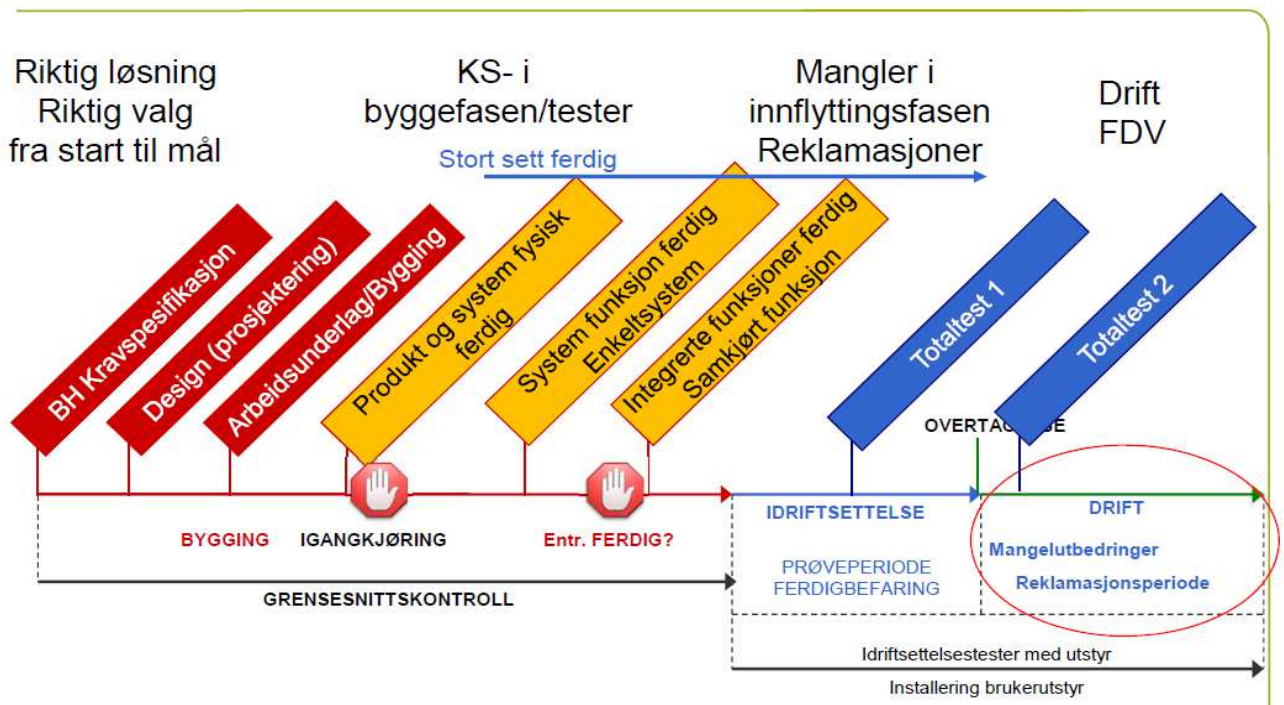 Riktig løsning
Riktig valg
fra start til mål
KS- i
byggefasen/tester
Mangler i
innflyttingsfasen
Reklamasjoner
Drift
FDV
Stort sett ferdig
BH Kravspesifikasjon
Design (prosjektering)
Arbeidsunderlag/Bygging
Produkt og system fysisk
ferdig
System funksjon ferdig
Enkeltsystem
Integrerte funksjoner ferdig
Samkjørt funksjon
Totaltest 1
Totaltest 2
BYGGING
IGANGKJØRING
Entr. FERDIG?
IDRIFTSETTELSE
DRIFT
PRØVEPERIODE
FERDIGBEFARING
Mangelutbedringer
Reklamasjonsperiode
GRENSESNITTSKONTROLL
Idriftsettelsestester med utstyr
Installering brukerutstyr